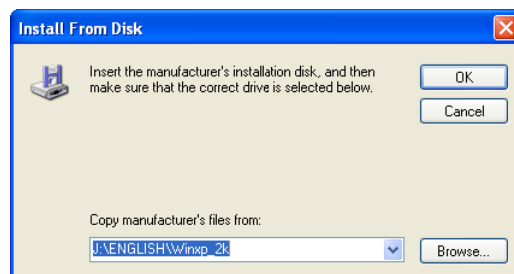 Install From Disk
Insert the manufacturer's installation disk, and then
make sure that the correct drive is selected below.
OK
Cancel
Copy manufacturer's files from:
J:\ENGLISH\Winxp_2k
Browse...